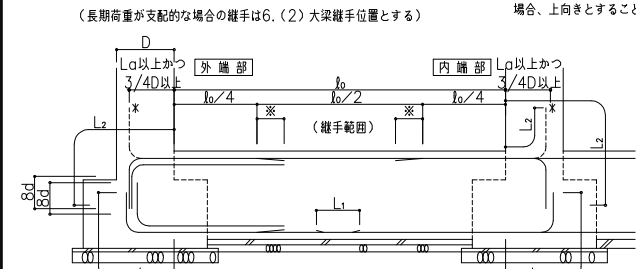 (長期荷重が支配的な場合の継手は6.(2)大梁継手位置とする)
場合、上向きとすること
D
La以上かつ
3/4D以上
外端部
内端部
La以上かつ
3/4D以上
ℓo
ℓo/4
ℓo/2
ℓo/4
※
※
(継手範囲)
L2
L2
L2
8d
8d
L1